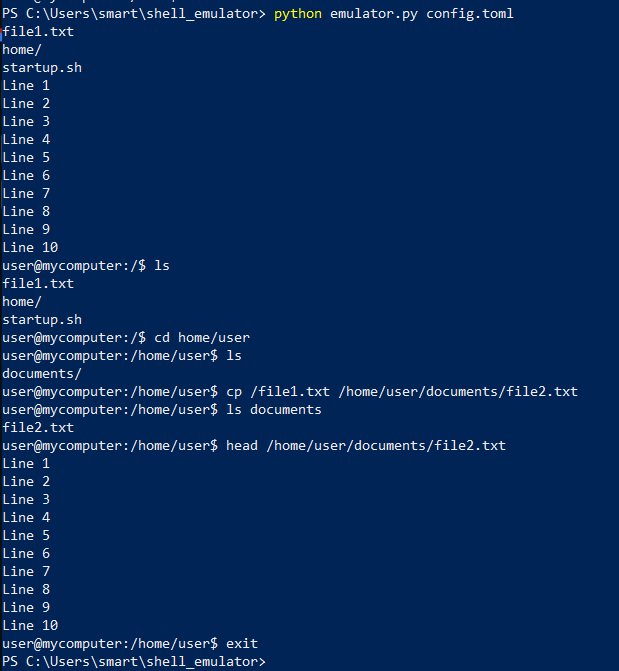 PS C:\Users\smart\shell_emulator> python emulator.py config.toml
file1.txt
home/
startup.sh
Line 1
Line 2
Line 3
Line 4
Line 5
Line 6
Line 7
Line 8
Line 9
Line 10
user@mycomputer:/$ ls
file1.txt
home/
startup.sh
user@mycomputer:/$ cd home/user
user@mycomputer:/home/user$ ls
documents/
user@mycomputer:/home/user$ cp /file1.txt /home/user/documents/file2.txt
user@mycomputer:/home/user$ ls documents
file2.txt
user@mycomputer:/home/user$ head /home/user/documents/file2.txt
Line 1
Line 2
Line 3
Line 4
Line 5
Line 6
Line 7
Line 8
Line 9
Line 10
user@mycomputer:/home/user$ exit
PS C:\Users\smart\shell_emulator>